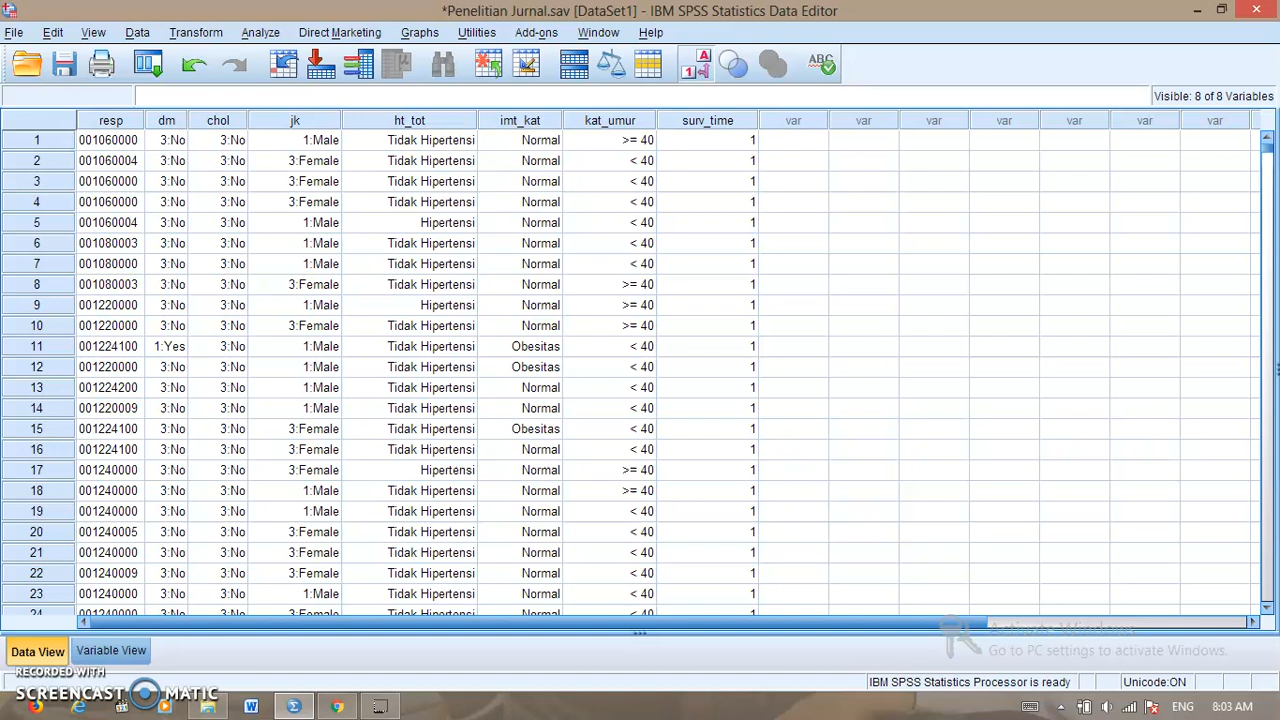 *Penelitian Jurnal.sav [DataSet1] - IBM SPSS Statistics Data Editor
File Edit View Data Transform Analyze Direct Marketing Graphs Utilities Add-ons Window Help
Visible: 8 of 8 Variables
resp dm chol jk ht_tot imt_kat kat_umur surv_time var var var var var var var
1 001060000 3:No 3:No 1:Male Tidak Hipertensi Normal >= 40 1
2 001060004 3:No 3:No 3:Female Tidak Hipertensi Normal < 40 1
3 001060000 3:No 3:No 3:Female Tidak Hipertensi Normal < 40 1
4 001060000 3:No 3:No 3:Female Tidak Hipertensi Normal < 40 1
5 001060004 3:No 3:No 1:Male Hipertensi Normal < 40 1
6 001080003 3:No 3:No 1:Male Tidak Hipertensi Normal < 40 1
7 001080000 3:No 3:No 1:Male Tidak Hipertensi Normal < 40 1
8 001080003 3:No 3:No 3:Female Tidak Hipertensi Normal >= 40 1
9 001220000 3:No 3:No 1:Male Hipertensi Normal >= 40 1
10 001220000 3:No 3:No 3:Female Tidak Hipertensi Normal >= 40 1
11 001224100 1:Yes 3:No 1:Male Tidak Hipertensi Obesitas < 40 1
12 001220000 3:No 3:No 1:Male Tidak Hipertensi Obesitas < 40 1
13 001224200 3:No 3:No 1:Male Tidak Hipertensi Normal < 40 1
14 001220009 3:No 3:No 1:Male Tidak Hipertensi Normal < 40 1
15 001224100 3:No 3:No 3:Female Tidak Hipertensi Obesitas < 40 1
16 001224100 3:No 3:No 3:Female Tidak Hipertensi Normal < 40 1
17 001240000 3:No 3:No 3:Female Hipertensi Normal >= 40 1
18 001240000 3:No 3:No 1:Male Tidak Hipertensi Normal >= 40 1
19 001240000 3:No 3:No 1:Male Tidak Hipertensi Normal < 40 1
20 001240005 3:No 3:No 3:Female Tidak Hipertensi Normal < 40 1
21 001240000 3:No 3:No 3:Female Tidak Hipertensi Normal < 40 1
22 001240009 3:No 3:No 3:Female Tidak Hipertensi Normal < 40 1
23 001240000 3:No 3:No 1:Male Tidak Hipertensi Normal < 40 1
24 001240000 3:No 3:No 3:Female Tidak Hipertensi Normal < 40 1
Activate Windows
Go to PC settings to activate Windows.
Data View Variable View
RECORDED WITH
SCREENCAST MATIC
IBM SPSS Statistics Processor is ready Unicode:ON
8:03 AM